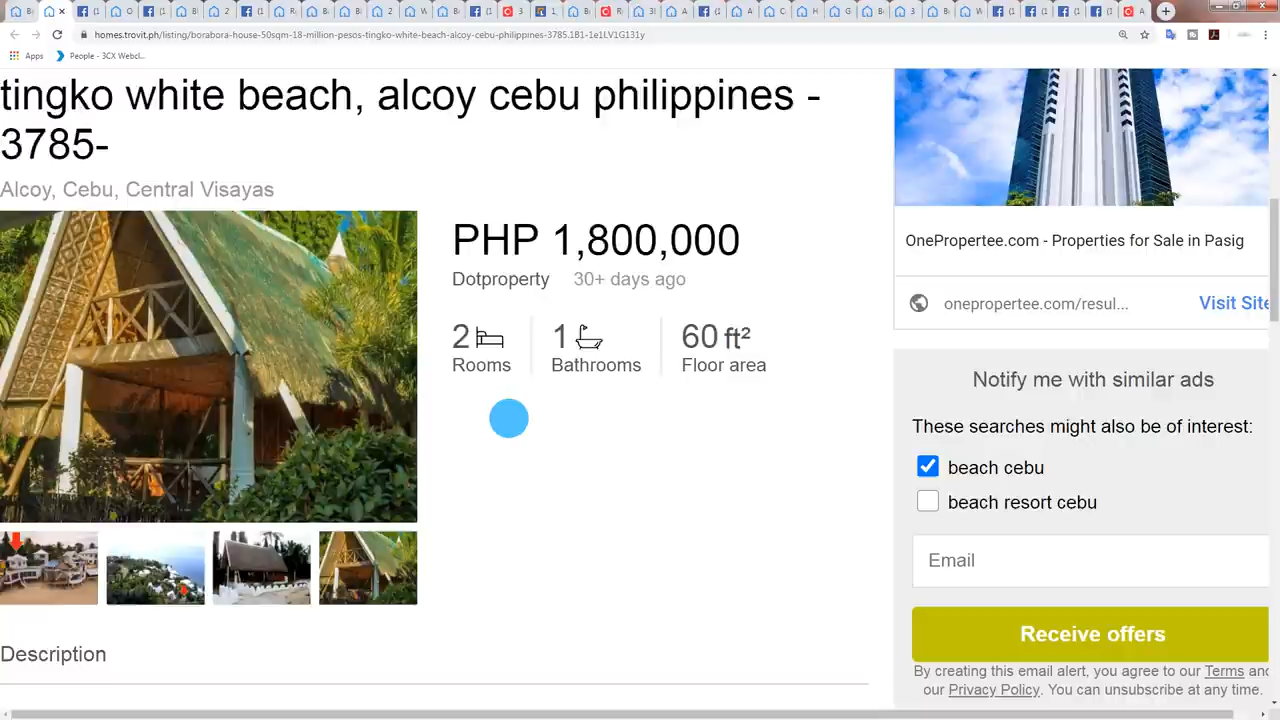 homes.trovit.ph/listing/borabora-house-50sqm-18-million-pesos-tingko-white-beach-alcoy-cebu-philippines-3785.1B1-1e1LV1G131y
Apps
People - 3CX Webcl...
tingko white beach, alcoy cebu philippines -
3785-
Alcoy, Cebu, Central Visayas
PHP 1,800,000
Dotproperty 30+ days ago
2 1 60 ft²
Rooms Bathrooms Floor area
Description
OnePropertee.com - Properties for Sale in Pasig
onepropertee.com/resul... Visit Site
Notify me with similar ads
These searches might also be of interest:
beach cebu
beach resort cebu
Email
Receive offers
By creating this email alert, you agree to our Terms and
our Privacy Policy. You can unsubscribe at any time.